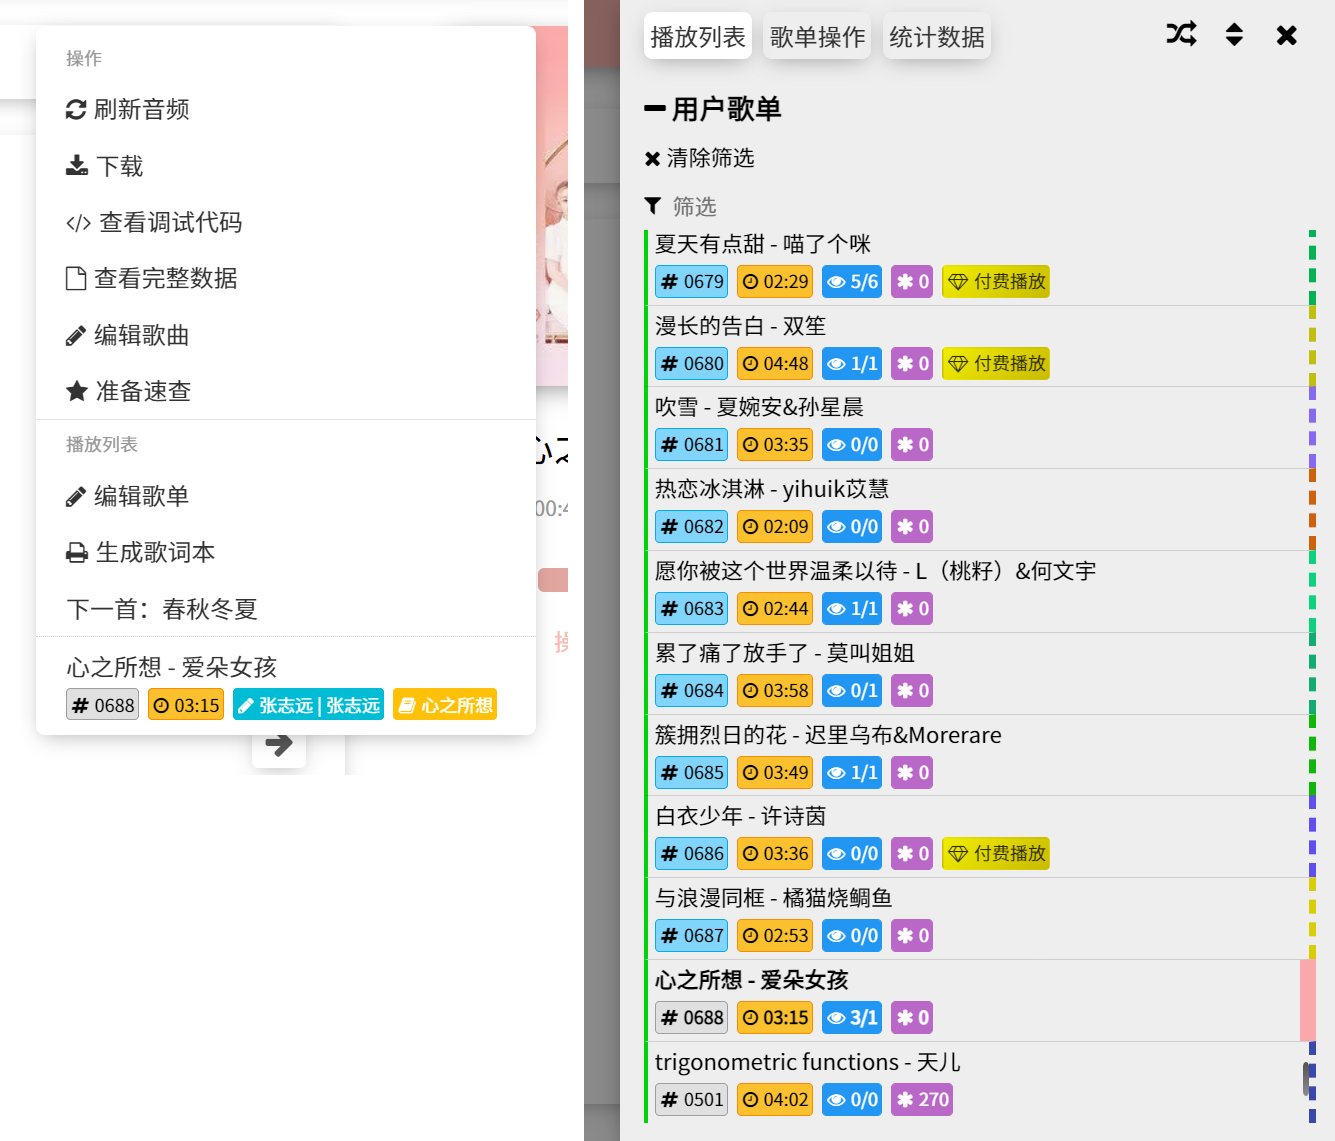 操作
刷新音频
下载
查看调试代码
查看完整数据
编辑歌曲
准备速查
播放列表
编辑歌单
生成歌词本
下一首：春秋冬夏
心之所想 - 爱朵女孩
# 0688 03:15 张志远 | 张志远 心之所想
心之
00:4
播放列表 歌单操作 统计数据
用户歌单
清除筛选
筛选
夏天有点甜 - 喵了个咪
# 0679 02:29 5/6 0 付费播放
漫长的告白 - 双笙
# 0680 04:48 1/1 0 付费播放
吹雪 - 夏婉安&孙星晨
# 0681 03:35 0/0 0
热恋冰淇淋 - yihuik苡慧
# 0682 02:09 0/0 0
愿你被这个世界温柔以待 - L（桃籽）&何文宇
# 0683 02:44 1/1 0
累了痛了放手了 - 莫叫姐姐
# 0684 03:58 0/1 0
簇拥烈日的花 - 迟里乌布&Morerare
# 0685 03:49 1/1 0
白衣少年 - 许诗茵
# 0686 03:36 0/0 0 付费播放
与浪漫同框 - 橘猫烧鲷鱼
# 0687 02:53 0/0 0
心之所想 - 爱朵女孩
# 0688 03:15 3/1 0
trigonometric functions - 天儿
# 0501 04:02 0/0 270